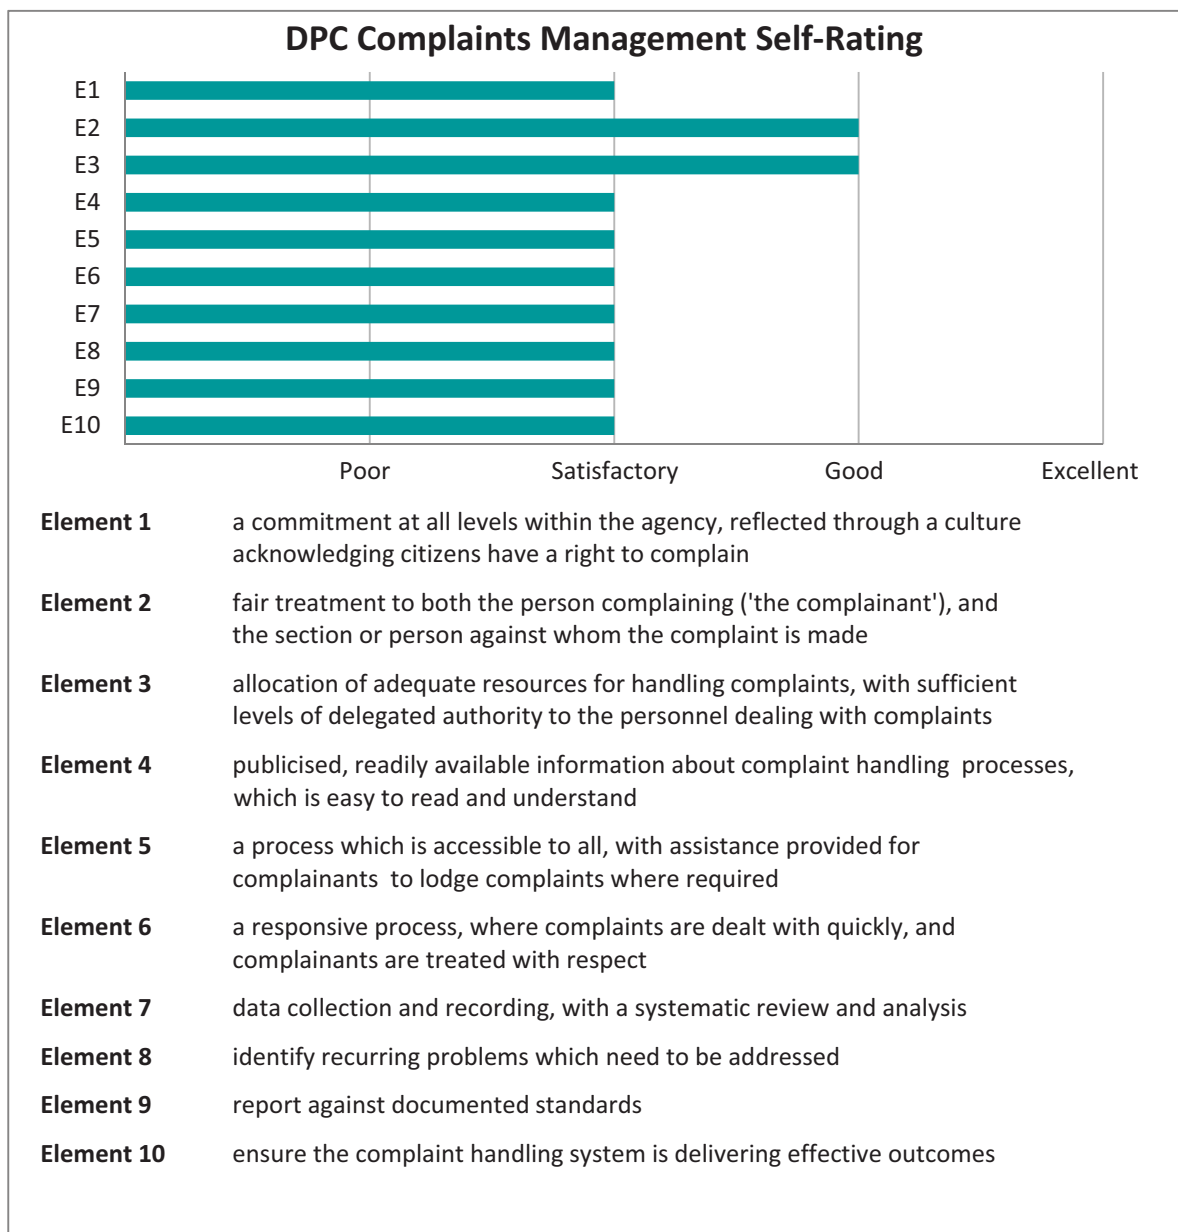 DPC Complaints Management Self-Rating
E1
E2
E3
E4
E5
E6
E7
E8
E9
E10
Poor Satisfactory Good Excellent
Element 1 a commitment at all levels within the agency, reflected through a culture
acknowledging citizens have a right to complain
Element 2 fair treatment to both the person complaining ('the complainant'), and
the section or person against whom the complaint is made
Element 3 allocation of adequate resources for handling complaints, with sufficient
levels of delegated authority to the personnel dealing with complaints
Element 4 publicised, readily available information about complaint handling processes,
which is easy to read and understand
Element 5 a process which is accessible to all, with assistance provided for
complainants to lodge complaints where required
Element 6 a responsive process, where complaints are dealt with quickly, and
complainants are treated with respect
Element 7 data collection and recording, with a systematic review and analysis
Element 8 identify recurring problems which need to be addressed
Element 9 report against documented standards
Element 10 ensure the complaint handling system is delivering effective outcomes